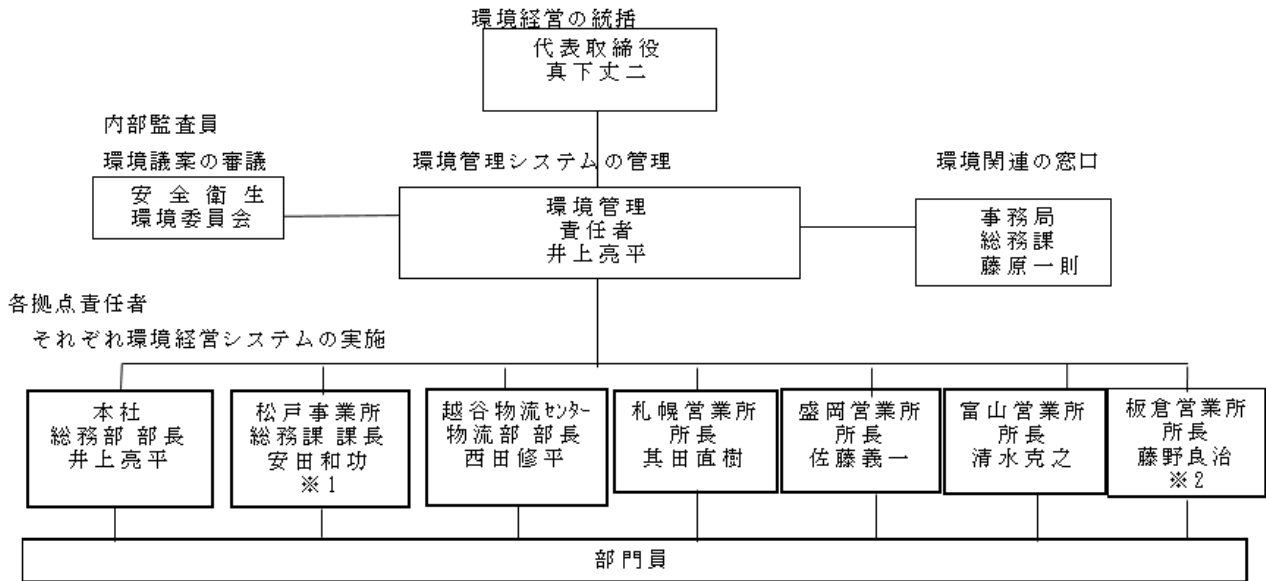 環境経営の統括
代表取締役
真下丈二
内部監査員
環境議案の審議
環境管理システムの管理
環境関連の窓口
安全衛生
環境委員会
環境管理
責任者
井上亮平
事務局
総務課
藤原一則
各拠点責任者
それぞれ環境経営システムの実施
本社
総務部 部長
井上亮平
松戸事業所
総務課 課長
安田和功
※1
越谷物流センター
物流部 部長
西田修平
札幌営業所
所長
其田直樹
盛岡営業所
所長
佐藤義一
富山営業所
所長
清水克之
板倉営業所
所長
藤野良治
※2
部門員